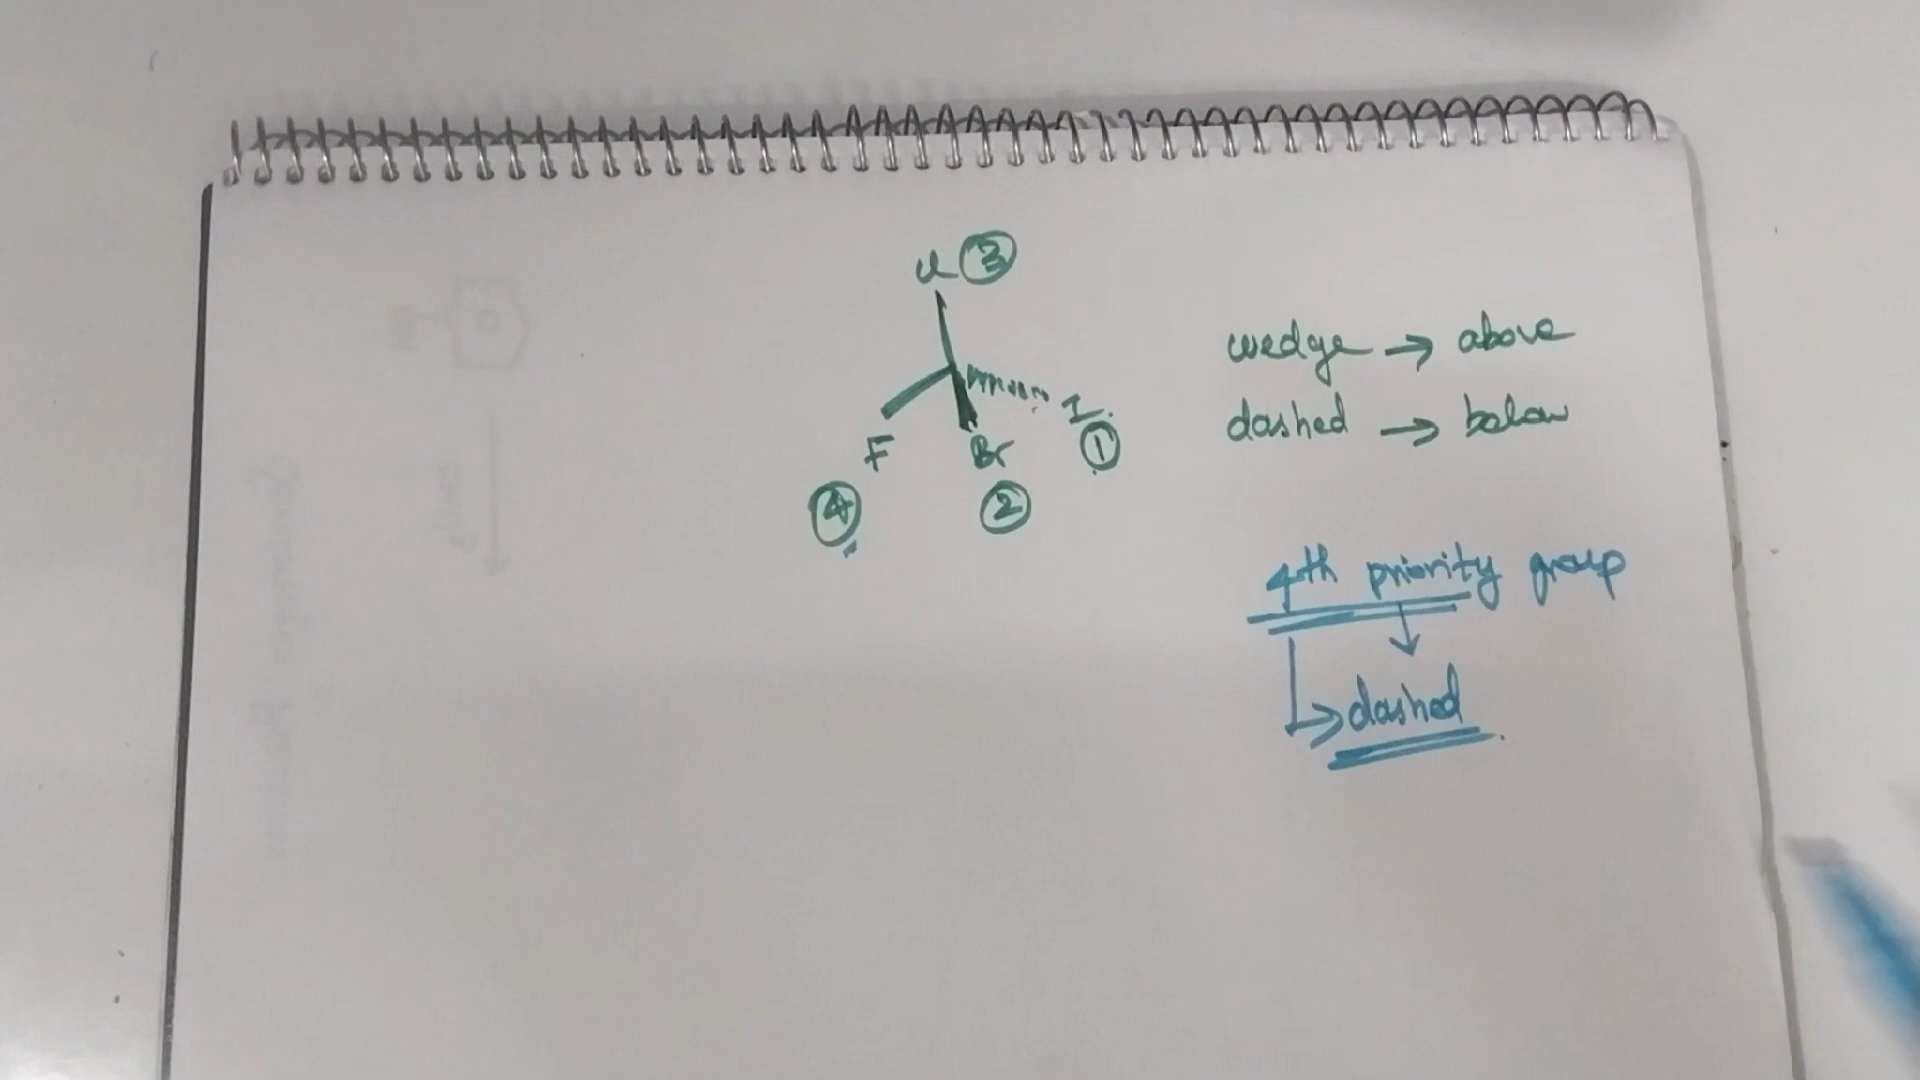 Cl ③
wedge → above
dashed → below
I
F Br ①
④ ②
4th priority group
↓
↳ dashed